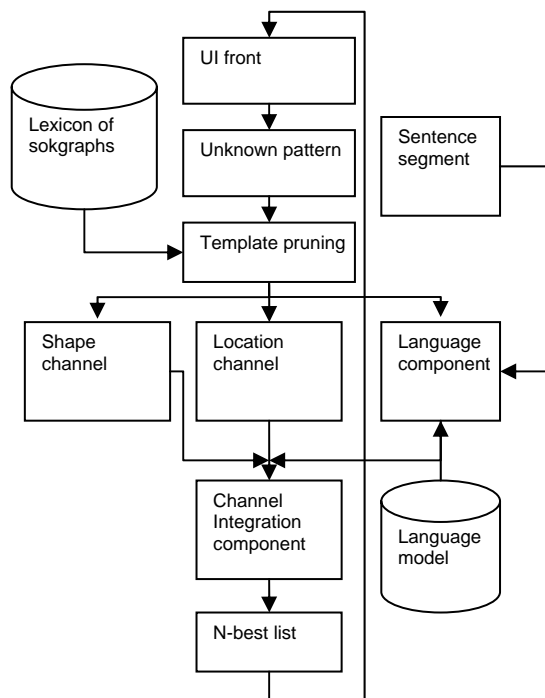 UI front
Lexicon of
sokgraphs
Unknown pattern
Sentence
segment
Template pruning
Shape
channel
Location
channel
Language
component
Channel
Integration
component
Language
model
N-best list